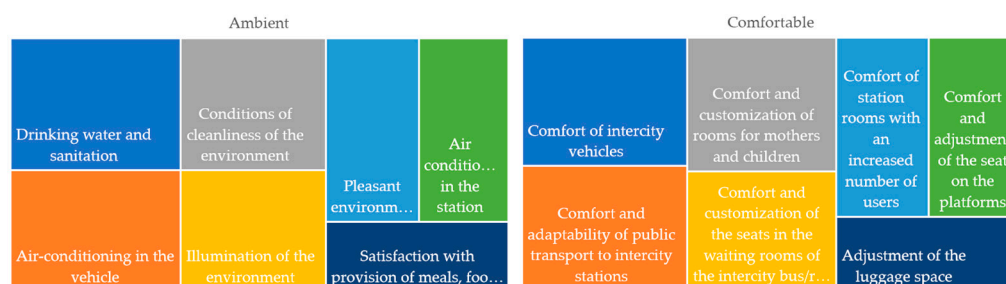 Ambient
Drinking water and
sanitation
Conditions of
cleanliness of the
environment
Pleasant
environm…
Air
conditio…
in the
station
Air-conditioning in the
vehicle
Illumination of the
environment
Satisfaction with
provision of meals, foo…
Comfortable
Comfort of intercity
vehicles
Comfort and
customization of
rooms for mothers
and children
Comfort of
station
rooms with
an
increased
number of
users
Comfort
and
adjustment
of the seat
on the
platforms
Comfort and
adaptability of public
transport to intercity
stations
Comfort and
customization of
the seats in the
waiting rooms of
the intercity bus/r…
Adjustment of the
luggage space